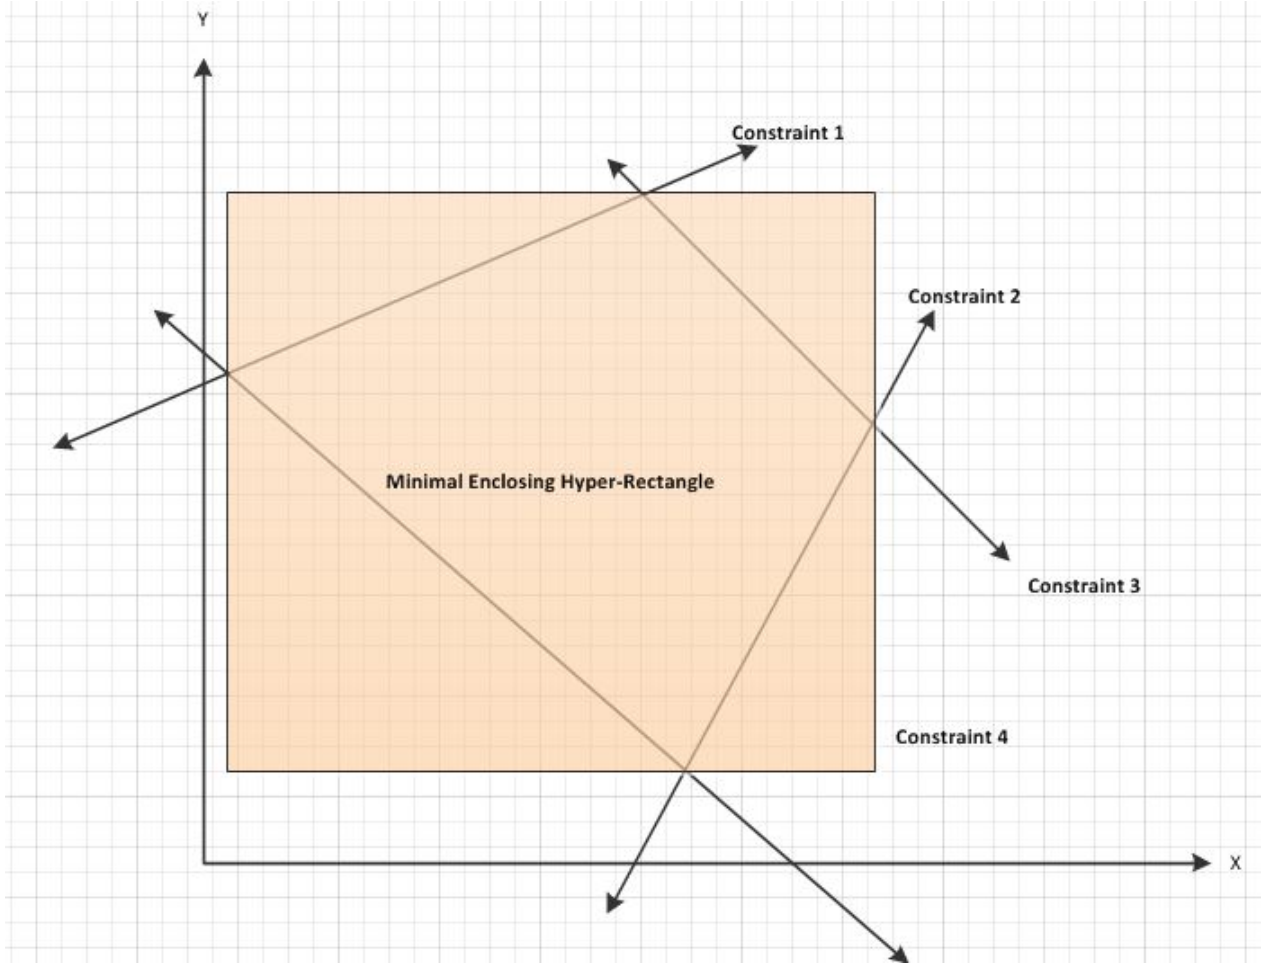 Y
Constraint 1
Constraint 2
Minimal Enclosing Hyper-Rectangle
Constraint 3
Constraint 4
X